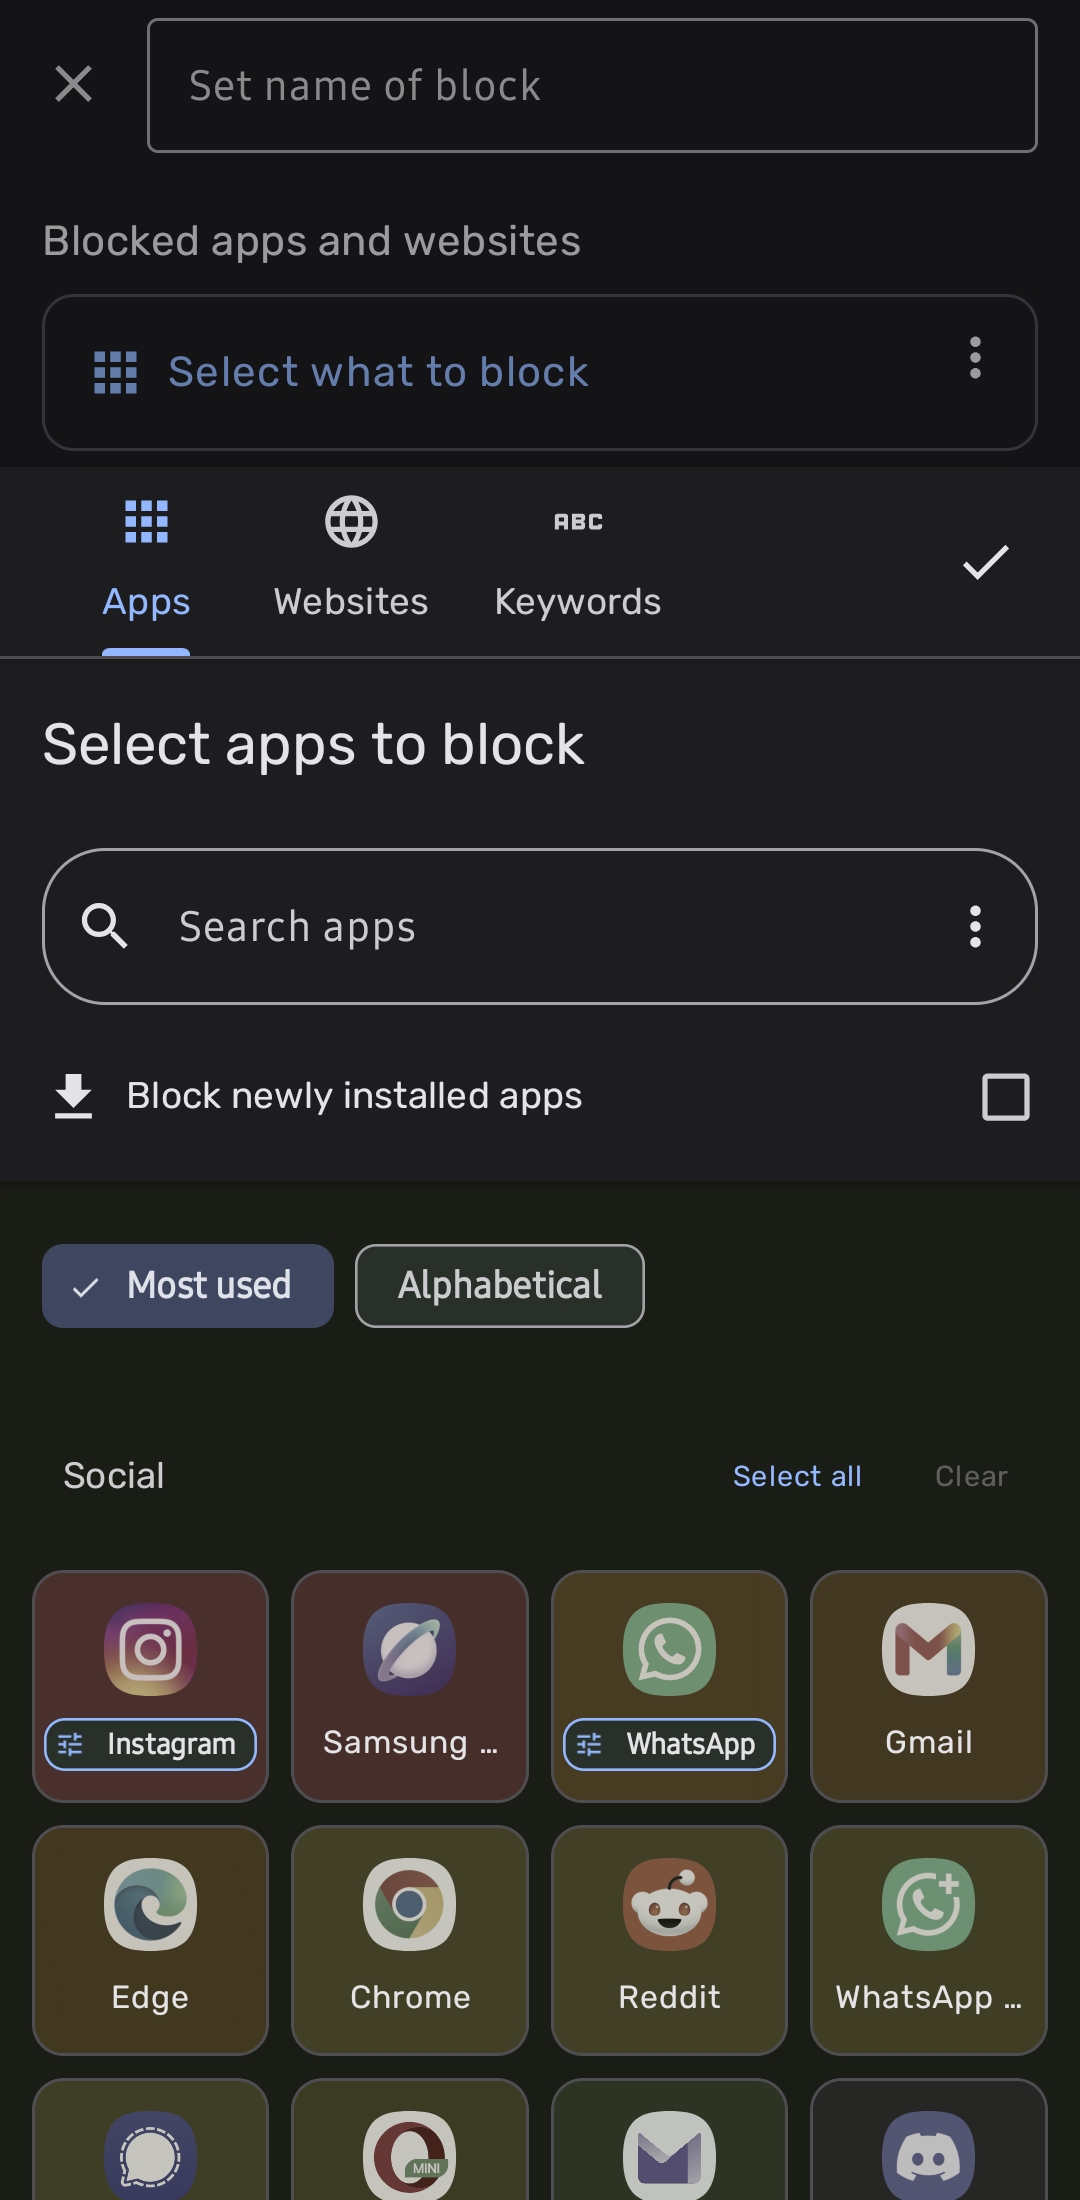 Set name of block
Blocked apps and websites
Select what to block
ABC
Apps Websites Keywords
Select apps to block
Search apps
Block newly installed apps
Most used Alphabetical
Social Select all Clear
Instagram Samsung ... WhatsApp Gmail
Edge Chrome Reddit WhatsApp ...
MINI